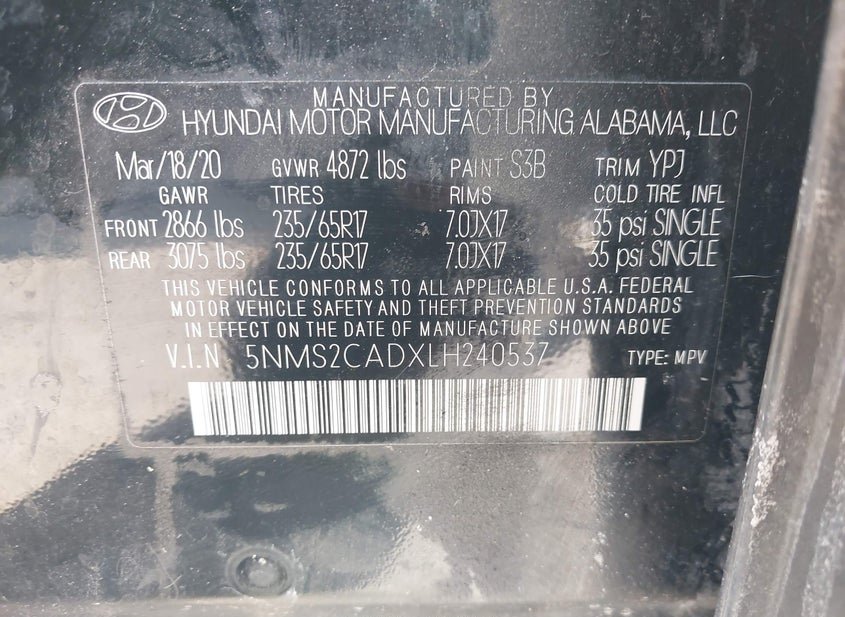 MANUFACTURED BY
HYUNDAI MOTOR MANUFACTURING ALABAMA, LLC
Mar/18/20 GVWR 4872 lbs PAINT S3B TRIM YPJ
GAWR TIRES RIMS COLD TIRE INFL
FRONT 2866 lbs 235/65R17 7.0JX17 35 psi SINGLE
REAR 3075 lbs 235/65R17 7.0JX17 35 psi SINGLE
THIS VEHICLE CONFORMS TO ALL APPLICABLE U.S.A. FEDERAL
MOTOR VEHICLE SAFETY AND THEFT PREVENTION STANDARDS
IN EFFECT ON THE DATE OF MANUFACTURE SHOWN ABOVE
V.I.N 5NMS2CADXLH240537 TYPE: MPV